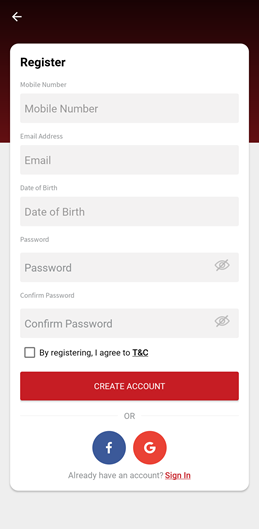 Register
Mobile Number
Mobile Number
Email Address
Email
Date of Birth
Date of Birth
Password
Password
Confirm Password
Confirm Password
By registering, I agree to T&C
CREATE ACCOUNT
OR
f G
Already have an account? Sign In